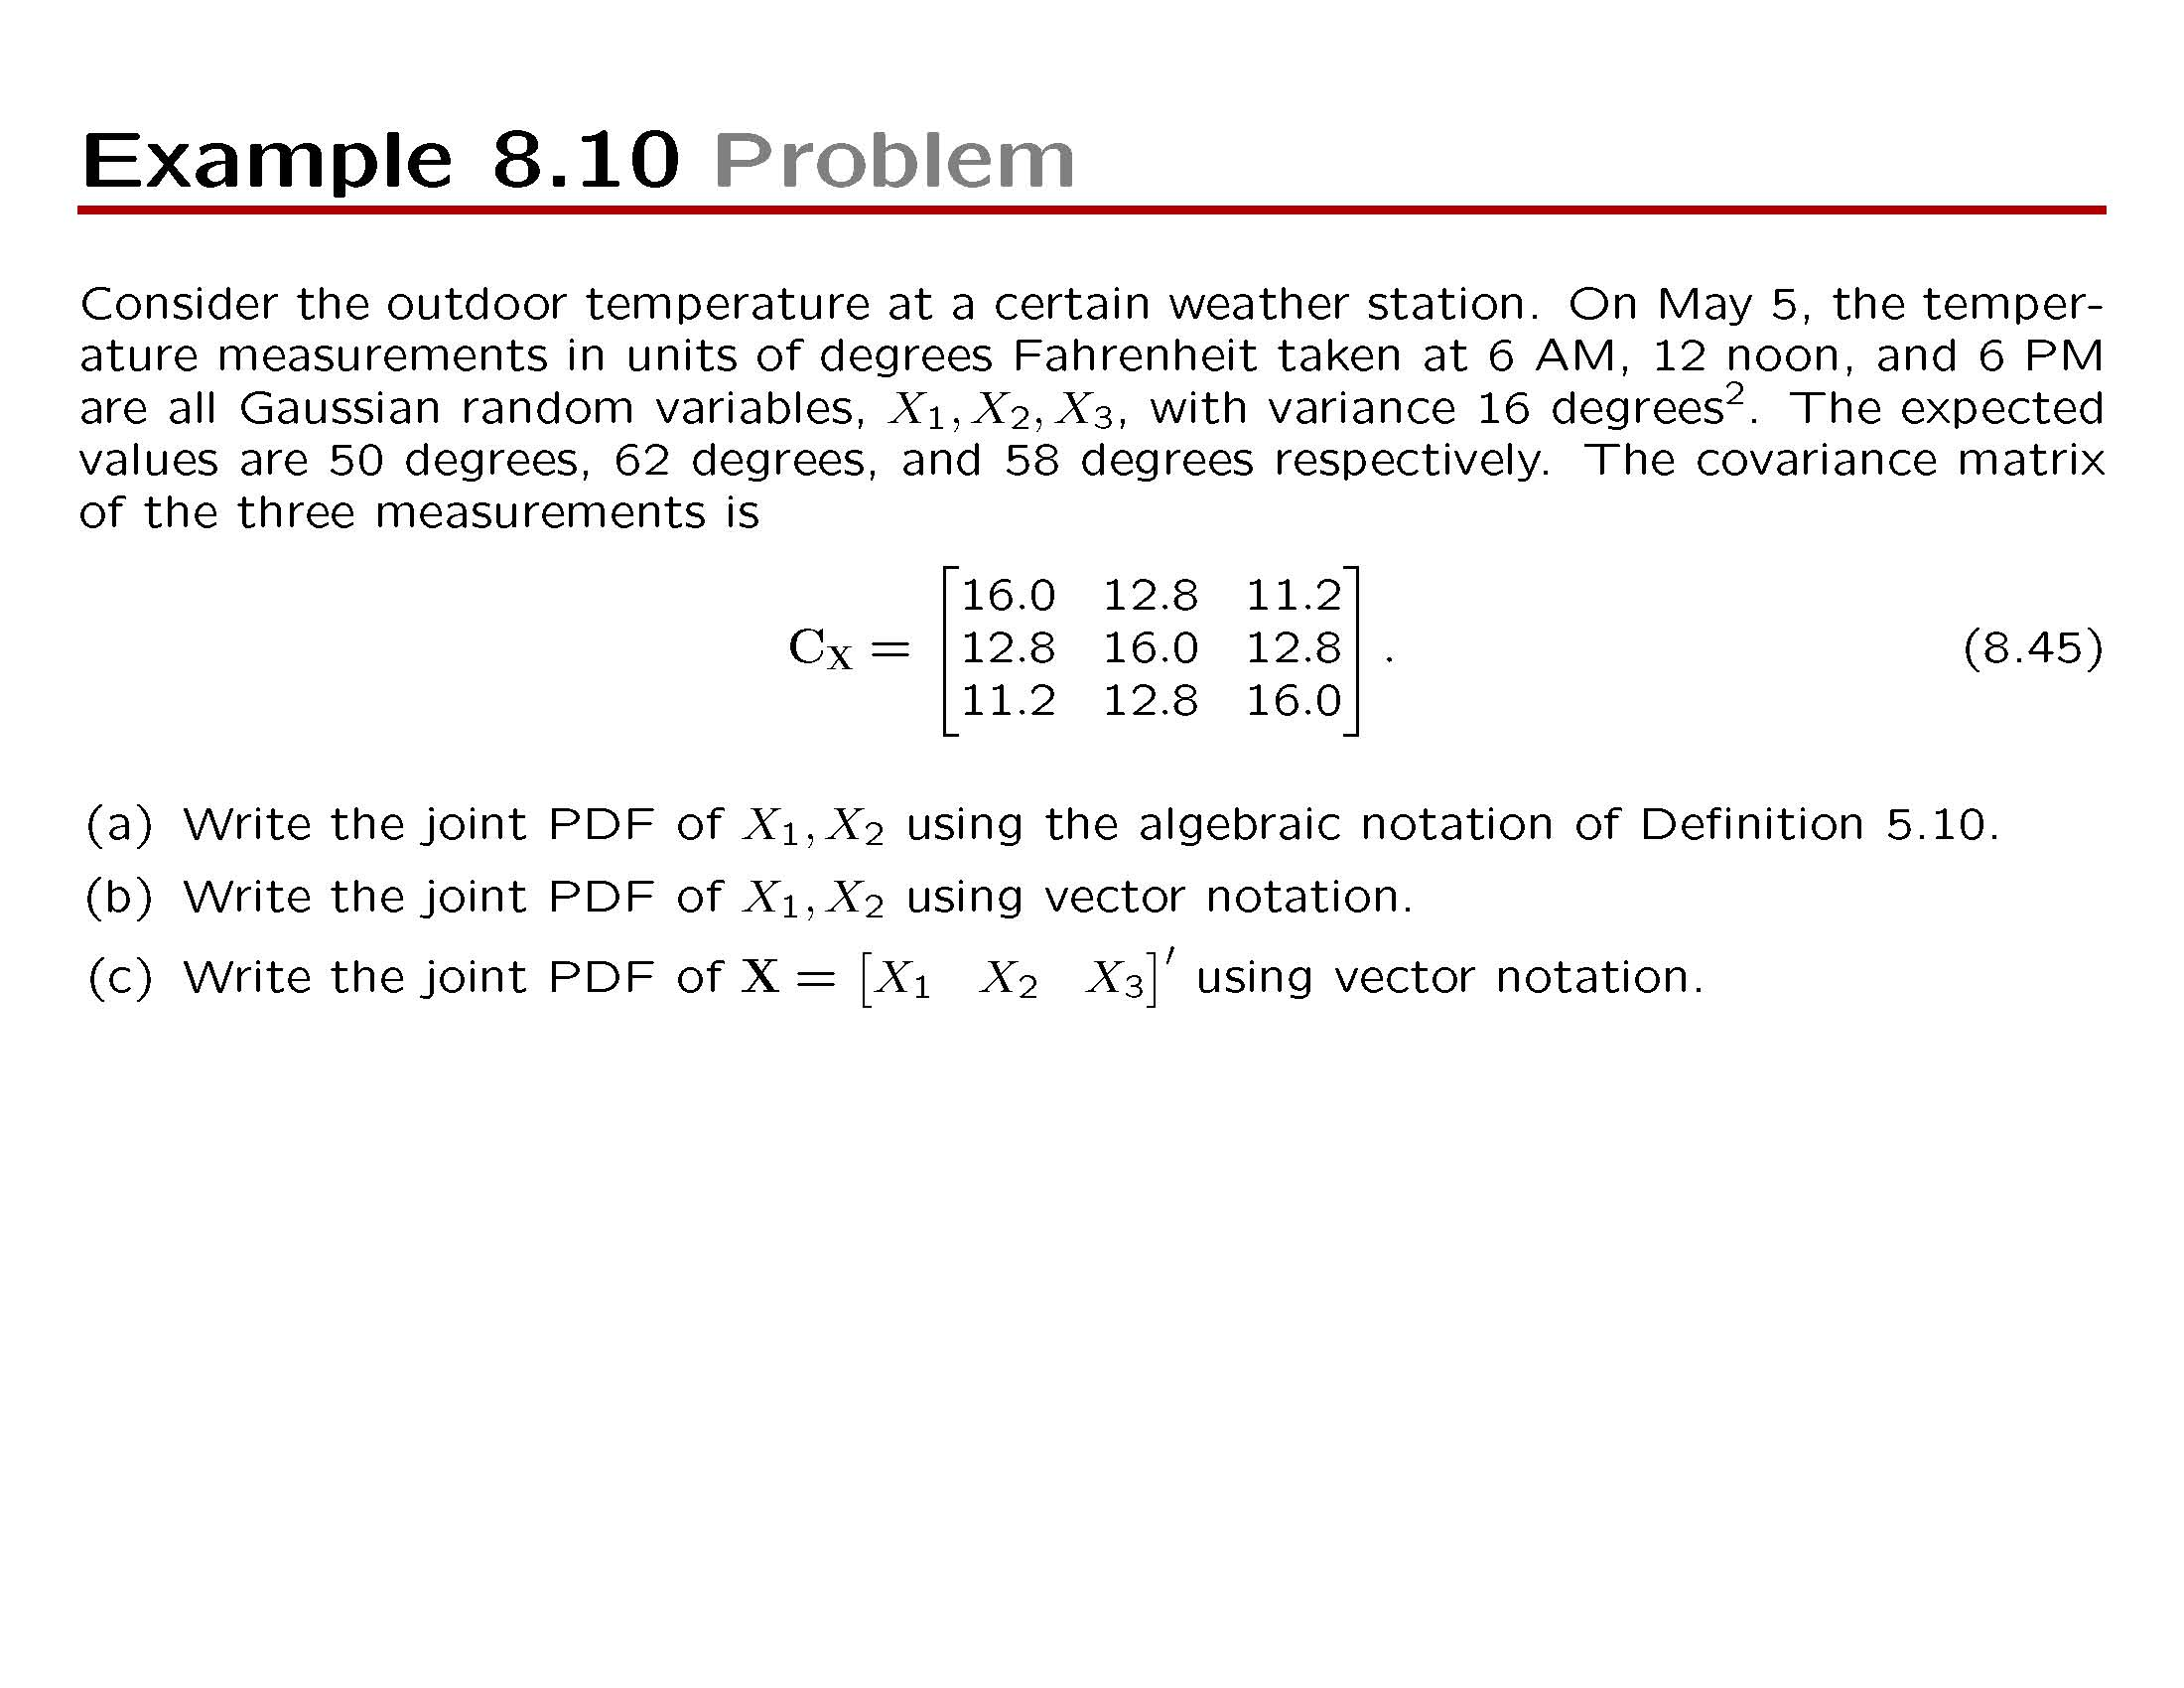 Example 8.10 Problem
Consider the outdoor temperature at a certain weather station. On May 5, the temper-
ature measurements in units of degrees Fahrenheit taken at 6 AM, 12 noon, and 6 PM
are all Gaussian random variables, X₁, X₂, X₃, with variance 16 degrees². The expected
values are 50 degrees, 62 degrees, and 58 degrees respectively. The covariance matrix
of the three measurements is
16.0 12.8 11.2
C_X = [12.8 16.0 12.8] . (8.45)
11.2 12.8 16.0
(a) Write the joint PDF of X₁, X₂ using the algebraic notation of Definition 5.10.
(b) Write the joint PDF of X₁, X₂ using vector notation.
(c) Write the joint PDF of X = [X₁ X₂ X₃]′ using vector notation.